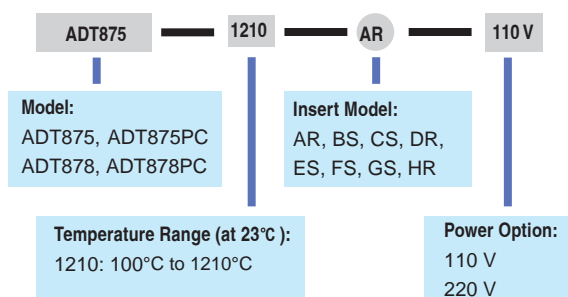 ADT875 1210 AR 110 V
Model:
ADT875, ADT875PC
ADT878, ADT878PC
Insert Model:
AR, BS, CS, DR,
ES, FS, GS, HR
Temperature Range (at 23℃ ):
1210: 100°C to 1210°C
Power Option:
110 V
220 V